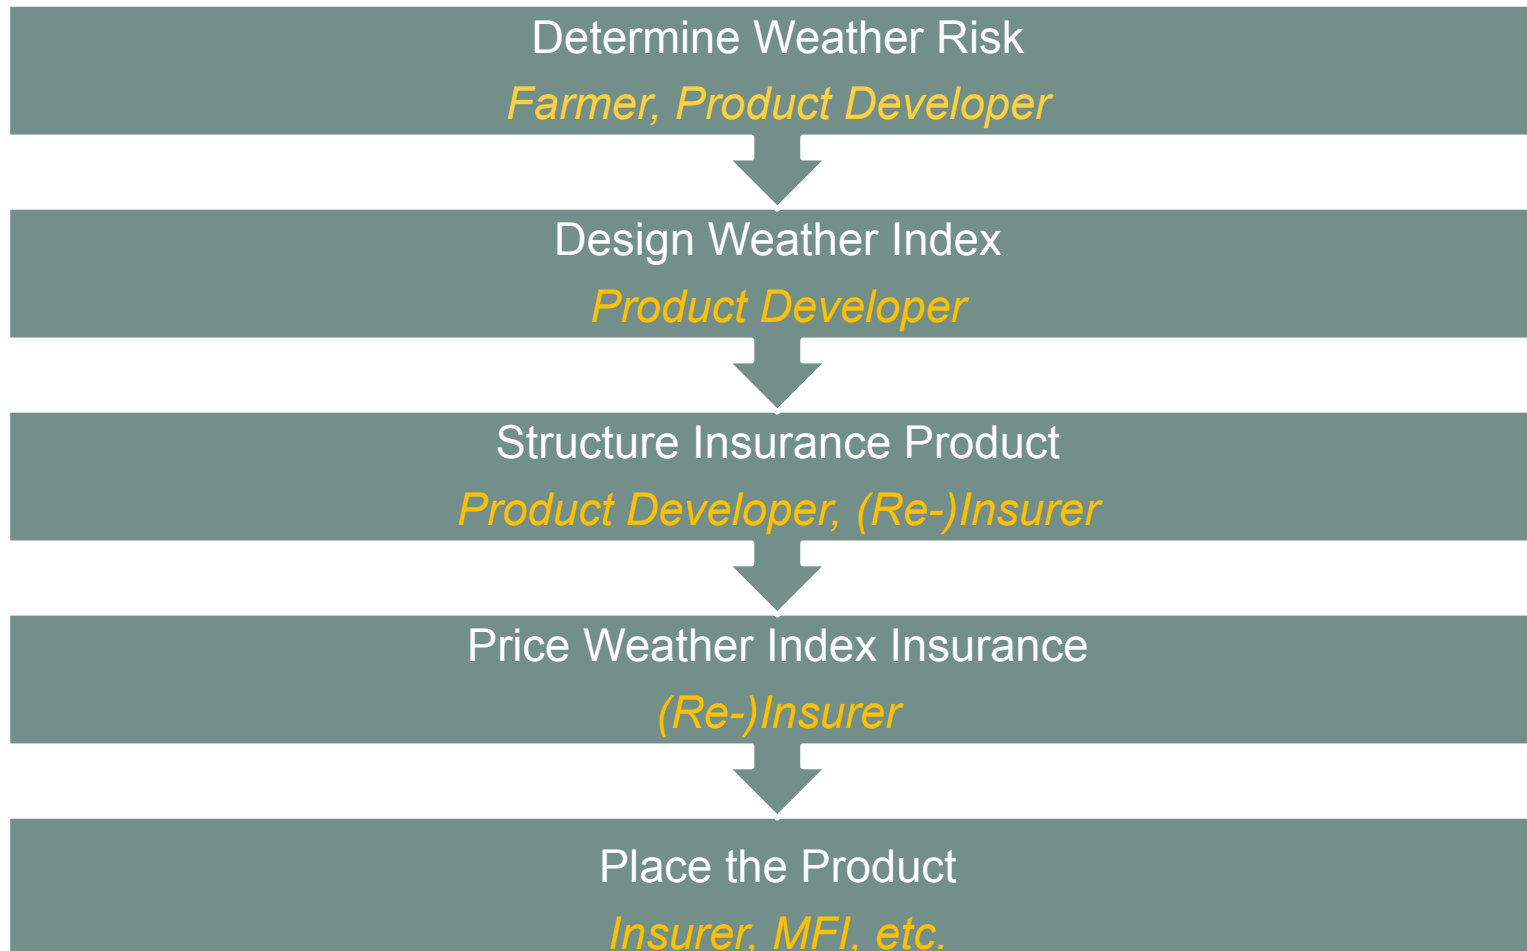 Determine Weather Risk
Farmer, Product Developer
Design Weather Index
Product Developer
Structure Insurance Product
Product Developer, (Re-)Insurer
Price Weather Index Insurance
(Re-)Insurer
Place the Product
Insurer, MFI, etc.